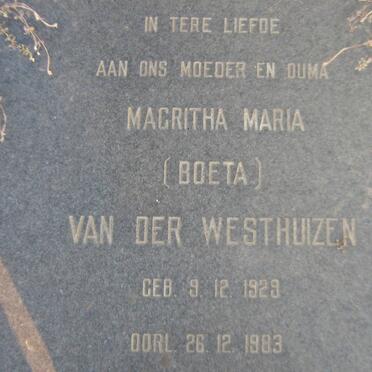 IN TERE LIEFDE
AAN ONS MOEDER EN OUMA
MAGRITHA MARIA
(BOETA)
VAN DER WESTHUIZEN
GEB. 9. 12. 1929
OORL. 26. 12. 1983